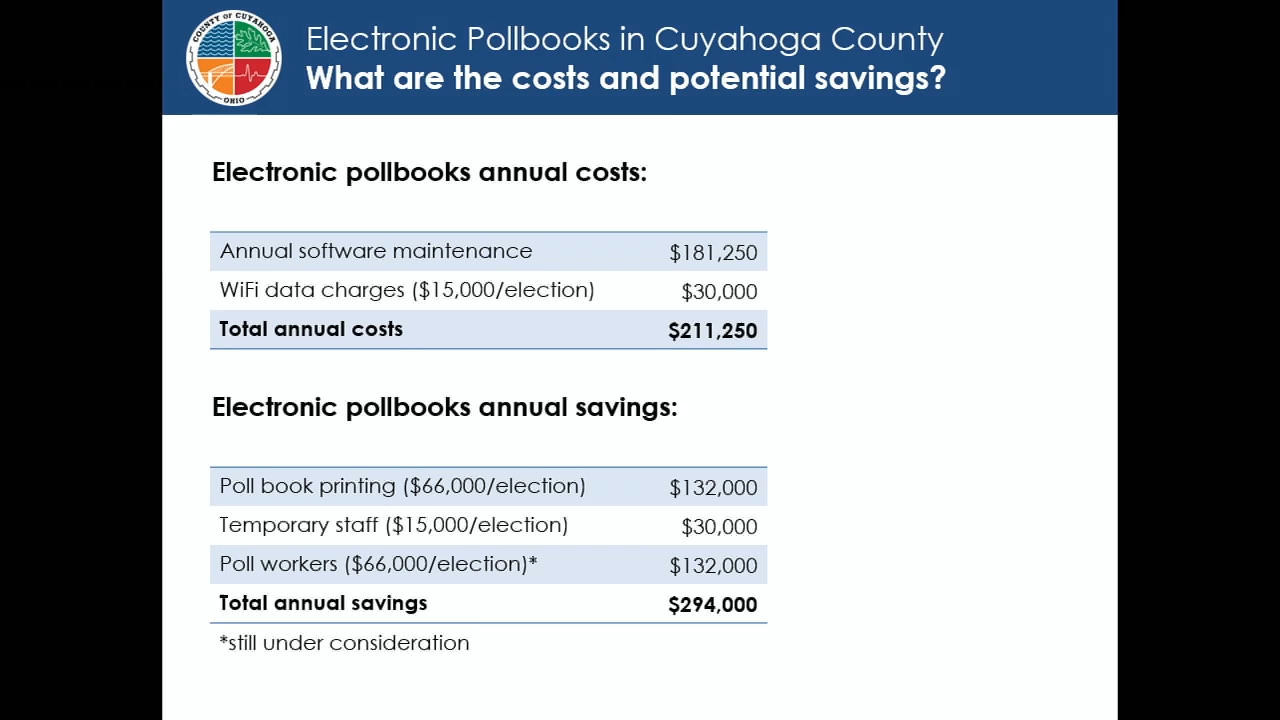 COUNTY OF CUYAHOGA
OHIO
Electronic Pollbooks in Cuyahoga County
What are the costs and potential savings?
Electronic pollbooks annual costs:
Annual software maintenance $181,250
WiFi data charges ($15,000/election) $30,000
Total annual costs $211,250
Electronic pollbooks annual savings:
Poll book printing ($66,000/election) $132,000
Temporary staff ($15,000/election) $30,000
Poll workers ($66,000/election)* $132,000
Total annual savings $294,000
*still under consideration